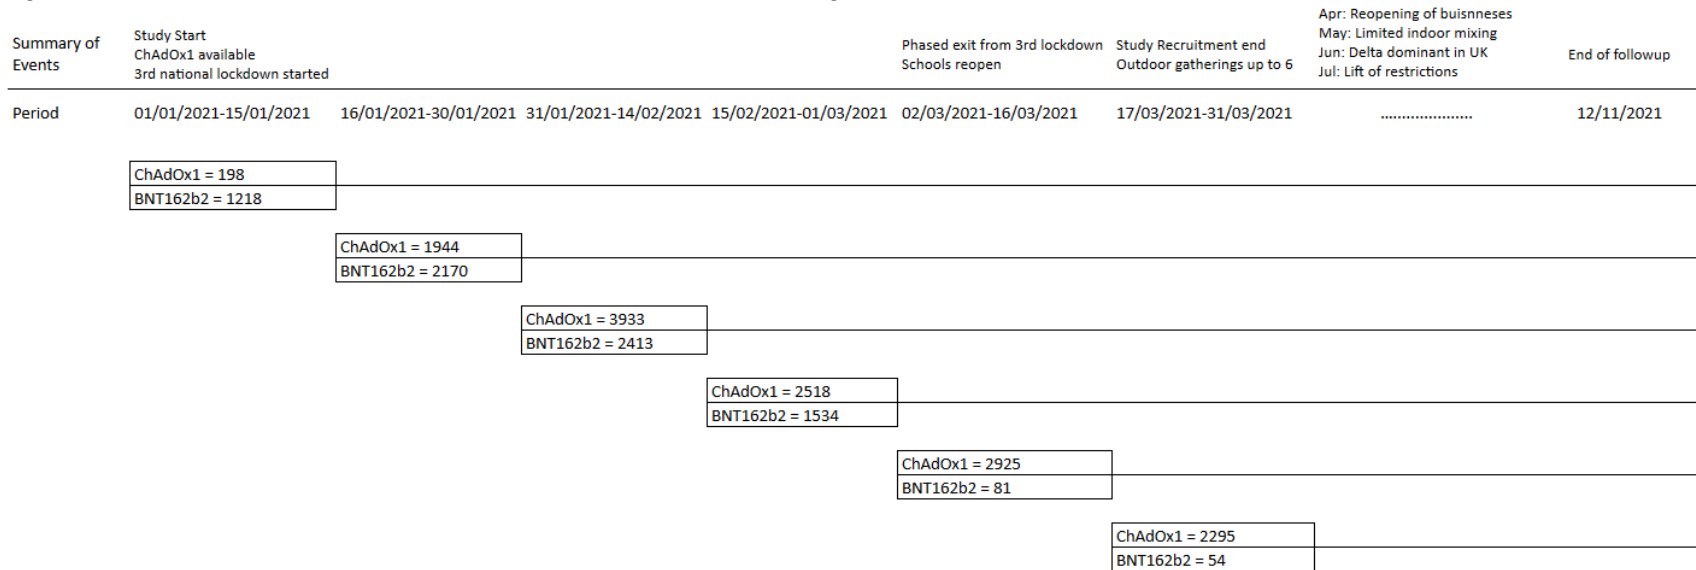 Summary of
Events
Study Start
ChAdOx1 available
3rd national lockdown started
Phased exit from 3rd lockdown
Schools reopen
Study Recruitment end
Outdoor gatherings up to 6
Apr: Reopening of buisnneses
May: Limited indoor mixing
Jun: Delta dominant in UK
Jul: Lift of restrictions
End of followup
Period
01/01/2021-15/01/2021
16/01/2021-30/01/2021
31/01/2021-14/02/2021
15/02/2021-01/03/2021
02/03/2021-16/03/2021
17/03/2021-31/03/2021
....................
12/11/2021
ChAdOx1 = 198
BNT162b2 = 1218
ChAdOx1 = 1944
BNT162b2 = 2170
ChAdOx1 = 3933
BNT162b2 = 2413
ChAdOx1 = 2518
BNT162b2 = 1534
ChAdOx1 = 2925
BNT162b2 = 81
ChAdOx1 = 2295
BNT162b2 = 54